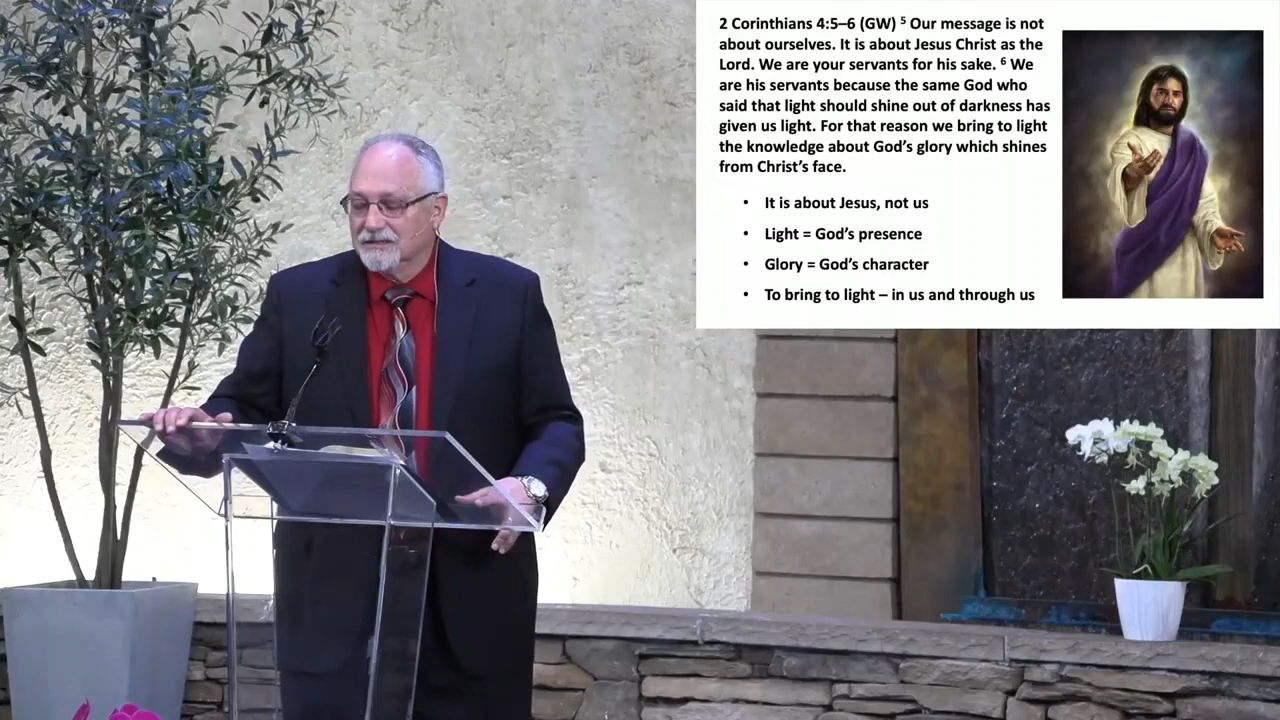 2 Corinthians 4:5–6 (GW) ⁵ Our message is not
about ourselves. It is about Jesus Christ as the
Lord. We are your servants for his sake. ⁶ We
are his servants because the same God who
said that light should shine out of darkness has
given us light. For that reason we bring to light
the knowledge about God’s glory which shines
from Christ’s face.
• It is about Jesus, not us
• Light = God’s presence
• Glory = God’s character
• To bring to light – in us and through us